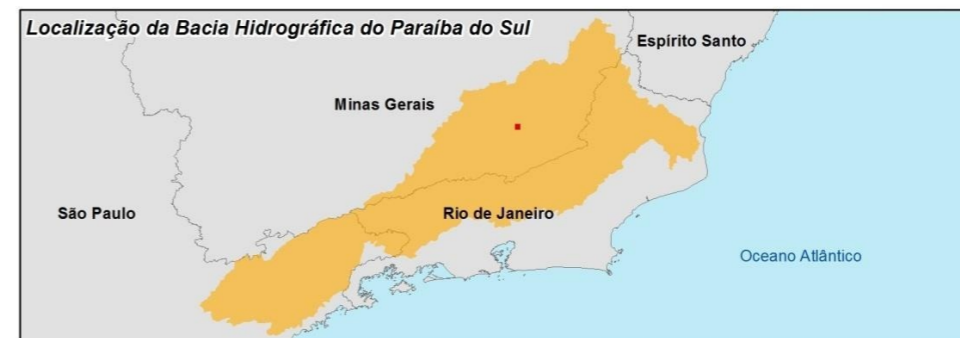 Localização da Bacia Hidrográfica do Paraíba do Sul
Espírito Santo
Minas Gerais
São Paulo
Rio de Janeiro
Oceano Atlântico